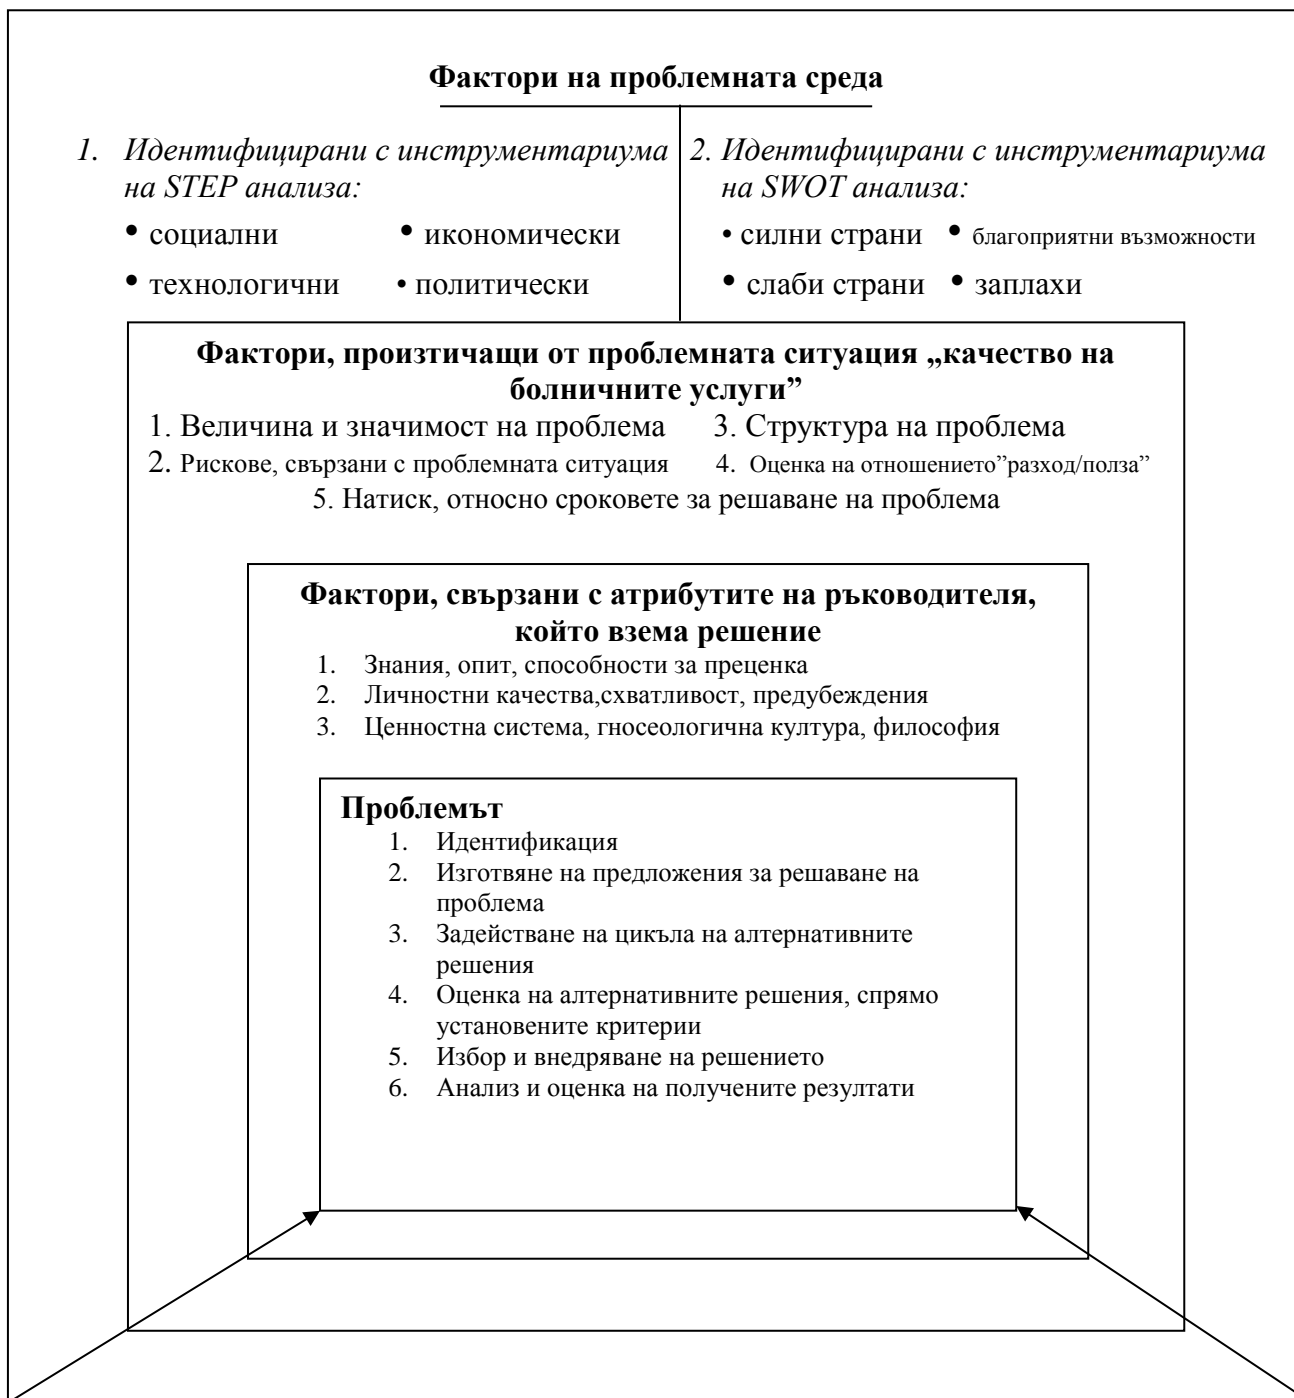 Фактори на проблемната среда
1. Идентифицирани с инструментариума
на STEP анализа:
• социални • икономически
• технологични • политически
2. Идентифицирани с инструментариума
на SWOT анализа:
• силни страни • благоприятни възможности
• слаби страни • заплахи
Фактори, произтичащи от проблемната ситуация „качество на
болничните услуги”
1. Величина и значимост на проблема 3. Структура на проблема
2. Рискове, свързани с проблемната ситуация 4. Оценка на отношението”разход/полза”
5. Натиск, относно сроковете за решаване на проблема
Фактори, свързани с атрибутите на ръководителя,
който взема решение
1. Знания, опит, способности за преценка
2. Личностни качества,схватливост, предубеждения
3. Ценностна система, гносеологична култура, философия
Проблемът
1. Идентификация
2. Изготвяне на предложения за решаване на
проблема
3. Задействане на цикъла на алтернативните
решения
4. Оценка на алтернативните решения, спрямо
установените критерии
5. Избор и внедряване на решението
6. Анализ и оценка на получените резултати